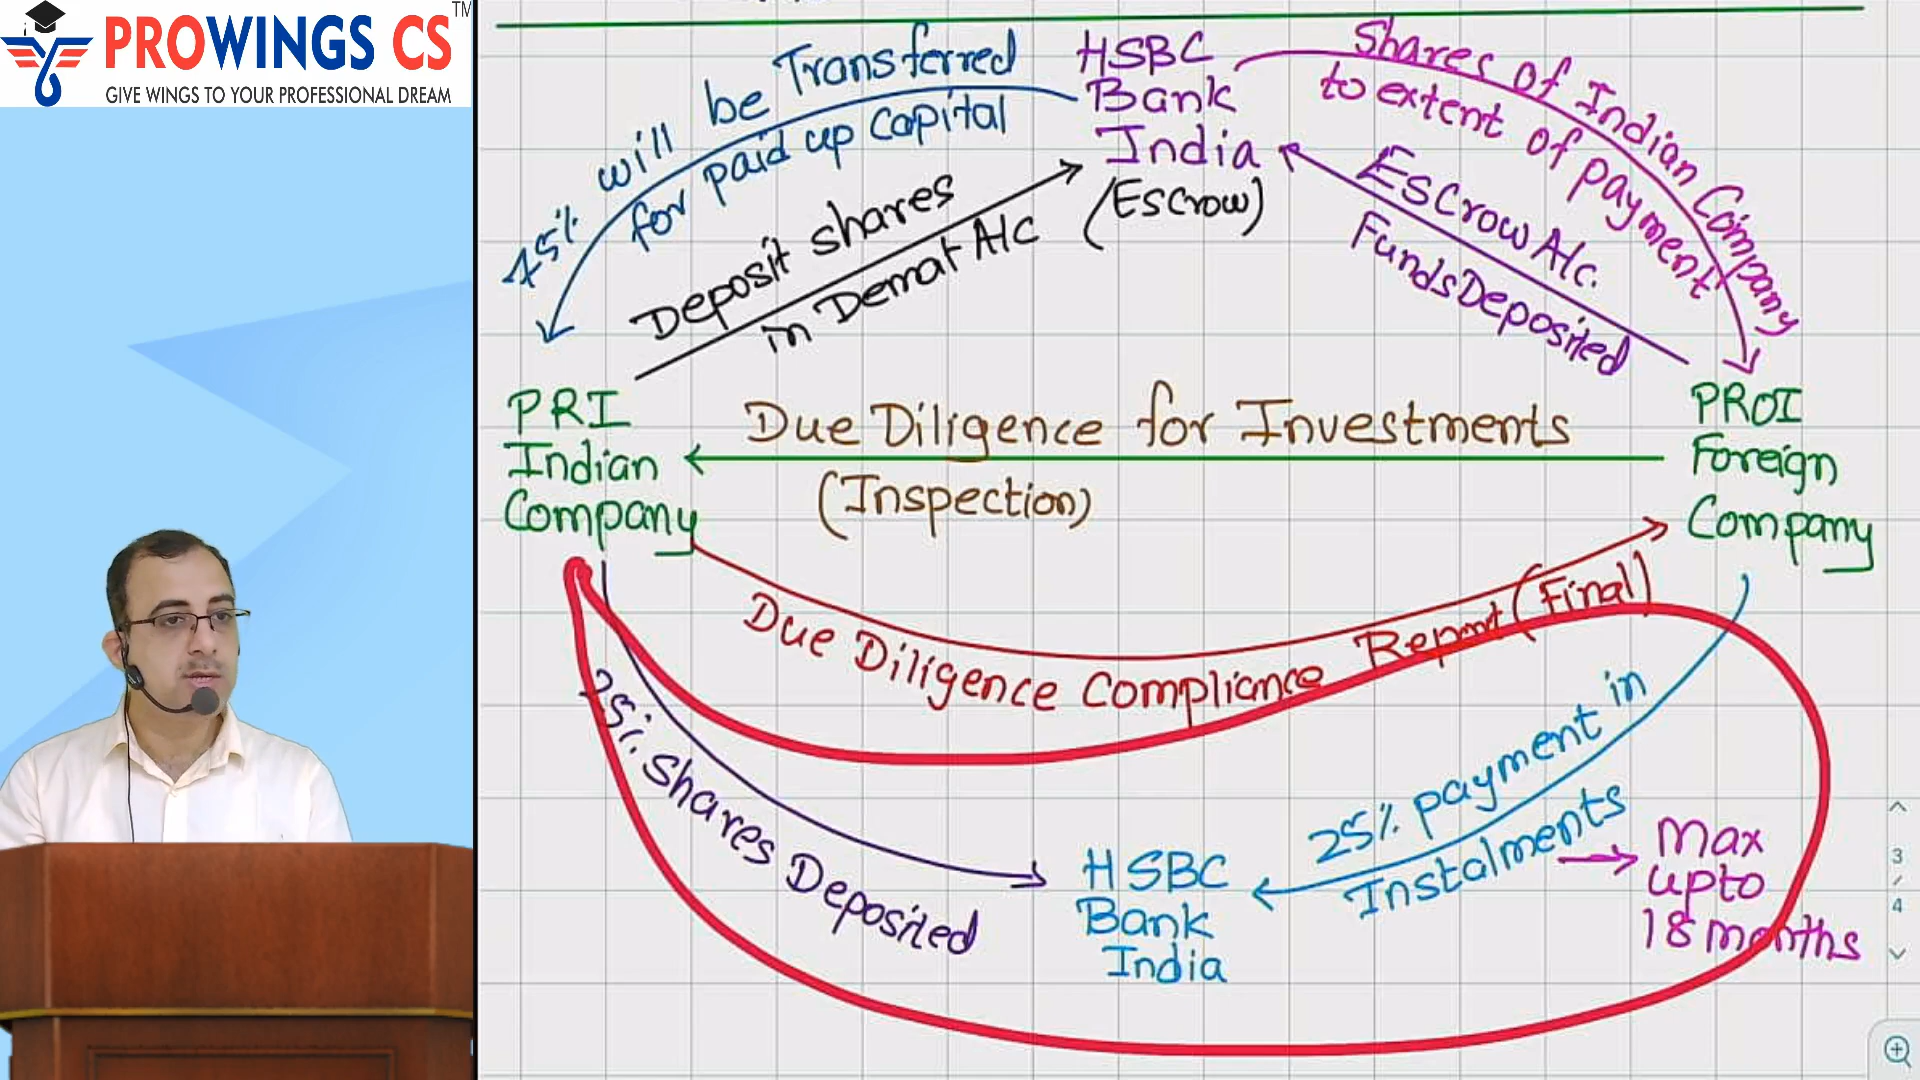 PROWINGS CS TM
GIVE WINGS TO YOUR PROFESSIONAL DREAM
HSBC
Bank
India
(Escrow)
75% will be Transferred
for paid up Capital
Deposit shares
in Demat A/C
Shares of Indian Company
to extent of payment
Escrow A/c.
Funds Deposited
PRI
Indian
Company
Due Diligence for Investments
(Inspection)
PROI
Foreign
Company
Due Diligence Compliance Report (Final)
25% shares Deposited
HSBC
Bank
India
25% payment in
Instalments
Max
upto
18 months
3
/
4